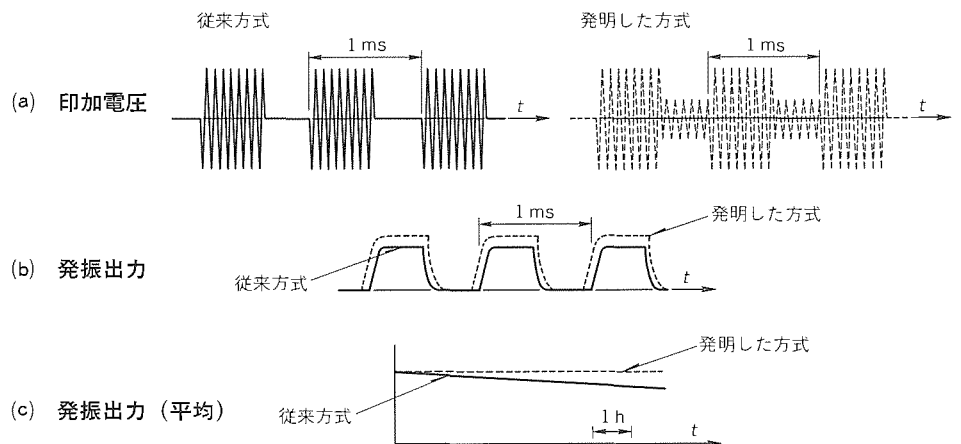 従来方式
発明した方式
1 ms
1 ms
(a) 印加電圧
t
t
1 ms
発明した方式
(b) 発振出力
従来方式
t
発明した方式
(c) 発振出力（平均）
従来方式
1 h
t